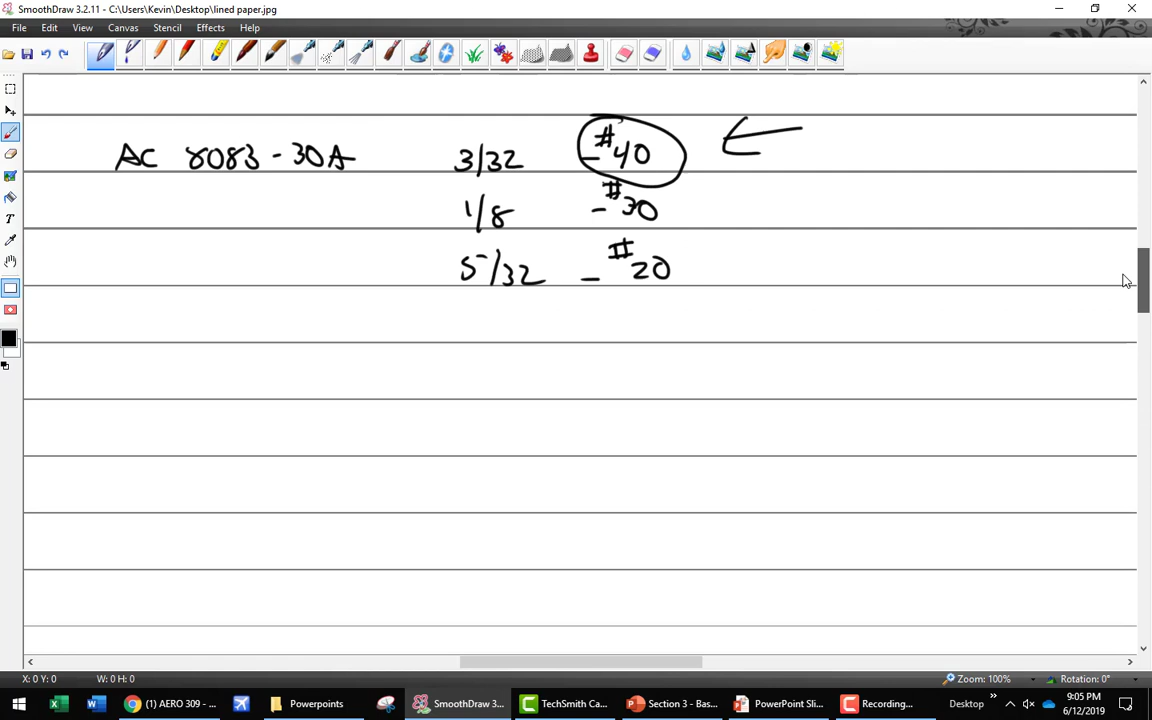 SmoothDraw 3.2.11 - C:\Users\Kevin\Desktop\lined paper.jpg
File Edit View Canvas Stencil Effects Help
AC 8083-30A 3/32 - #40
1/8 - #30
5/32 - #20
X: 0 Y: 0 W: 0 H: 0 Zoom: 100% Rotation: 0°
(1) AERO 309 - ... Powerpoints SmoothDraw 3... TechSmith Ca... Section 3 - Bas... PowerPoint Sli... Recording... Desktop 9:05 PM
6/12/2019